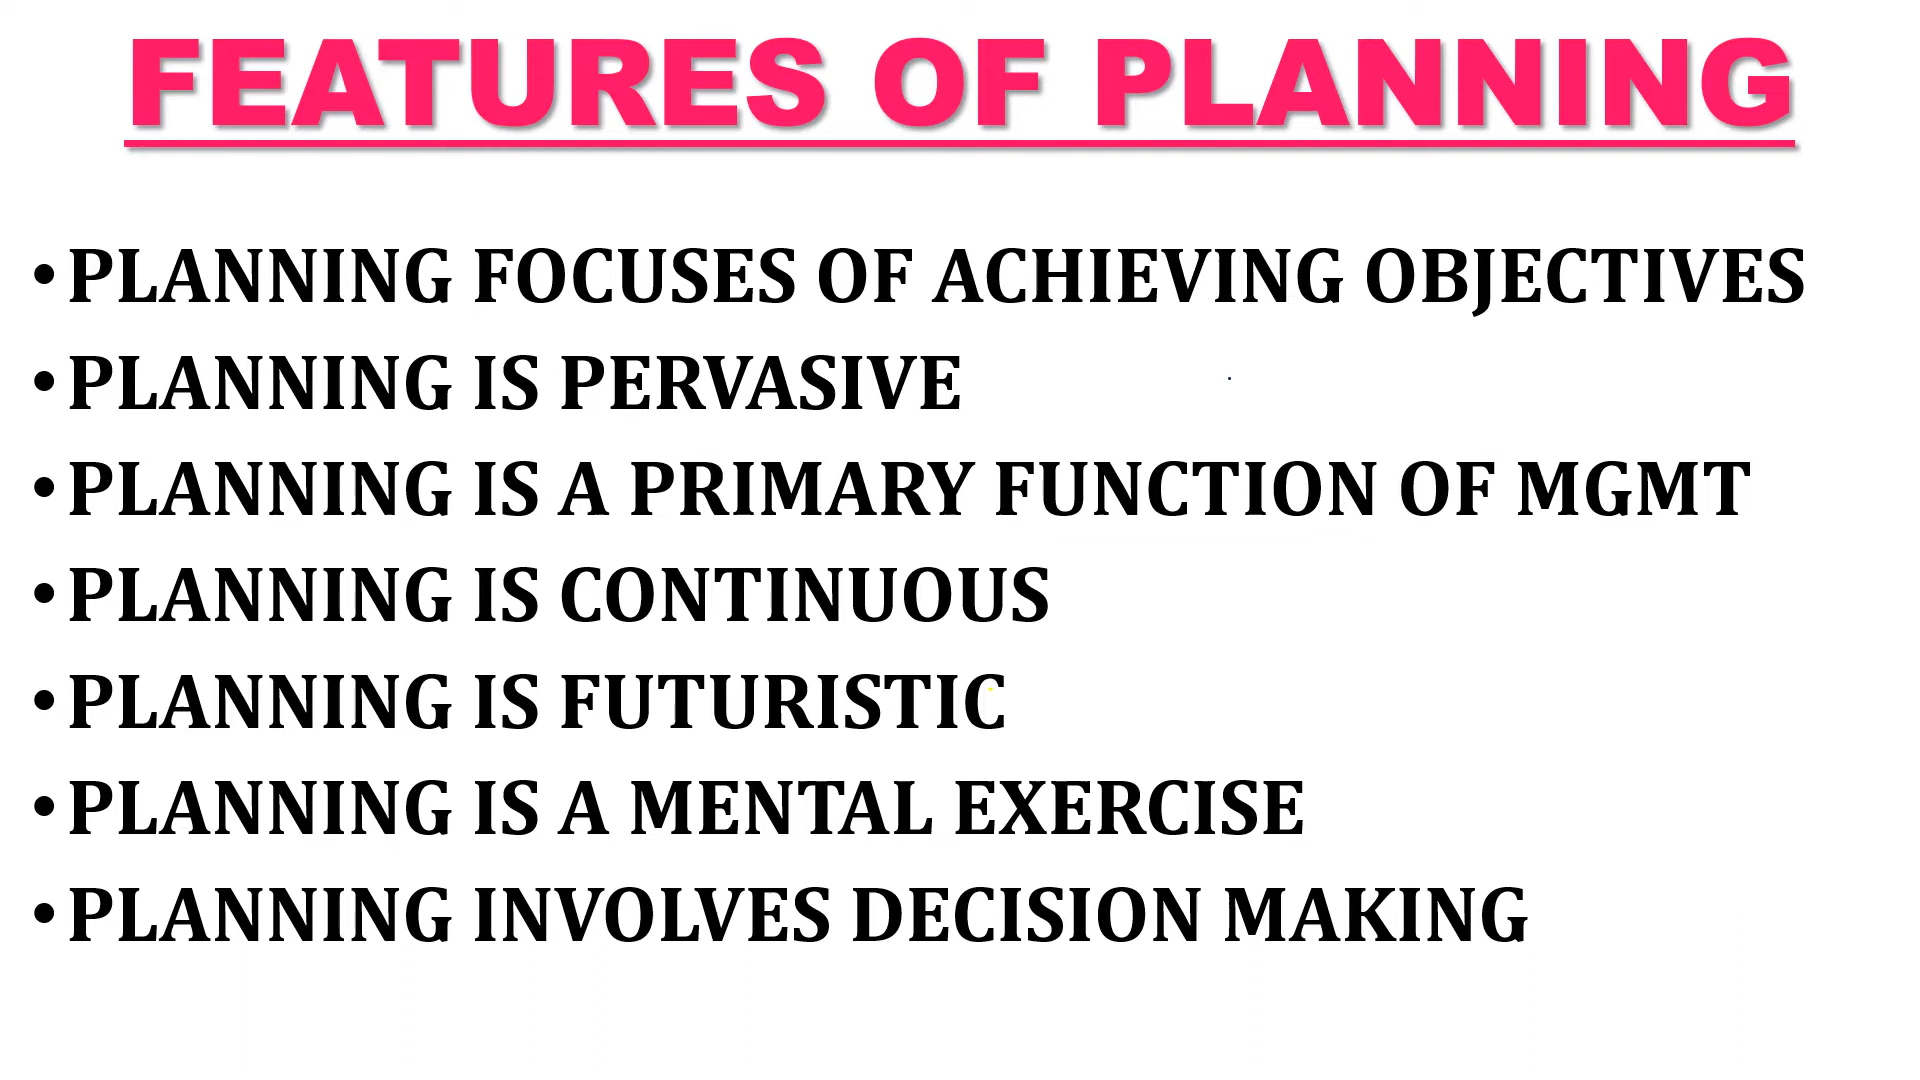 FEATURES OF PLANNING
•PLANNING FOCUSES OF ACHIEVING OBJECTIVES
•PLANNING IS PERVASIVE
•PLANNING IS A PRIMARY FUNCTION OF MGMT
•PLANNING IS CONTINUOUS
•PLANNING IS FUTURISTIC
•PLANNING IS A MENTAL EXERCISE
•PLANNING INVOLVES DECISION MAKING